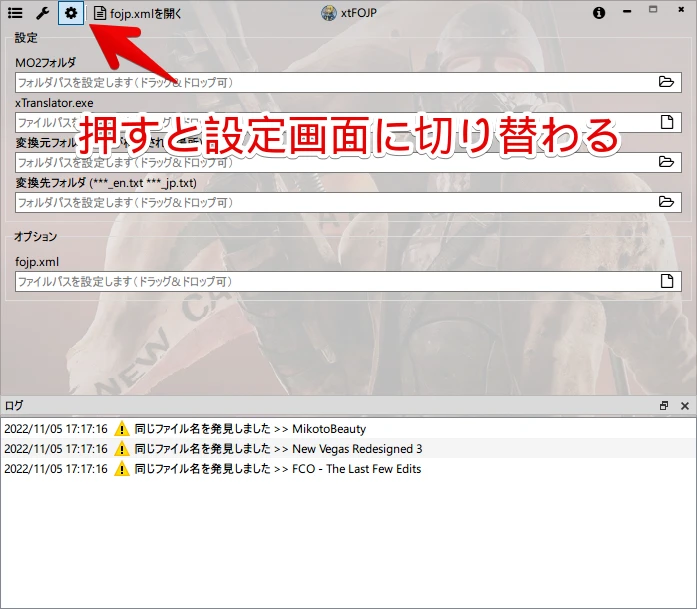 fojp.xmlを開く
xtFOJP
設定
MO2フォルダ
フォルダパスを設定します（ドラッグ&ドロップ可）
xTranslator.exe
ファイルパ
押すと設定画面に切り替わる
変換元フォル
フォルダパスを設定します（ドラッグ&ドロップ可）
変換先フォルダ (***_en.txt ***_jp.txt)
フォルダパスを設定します（ドラッグ&ドロップ可）
オプション
fojp.xml
ファイルパスを設定します（ドラッグ&ドロップ可）
NEW CA
ログ
2022/11/05 17:17:16 同じファイル名を発見しました >> MikotoBeauty
2022/11/05 17:17:16 同じファイル名を発見しました >> New Vegas Redesigned 3
2022/11/05 17:17:16 同じファイル名を発見しました >> FCO - The Last Few Edits